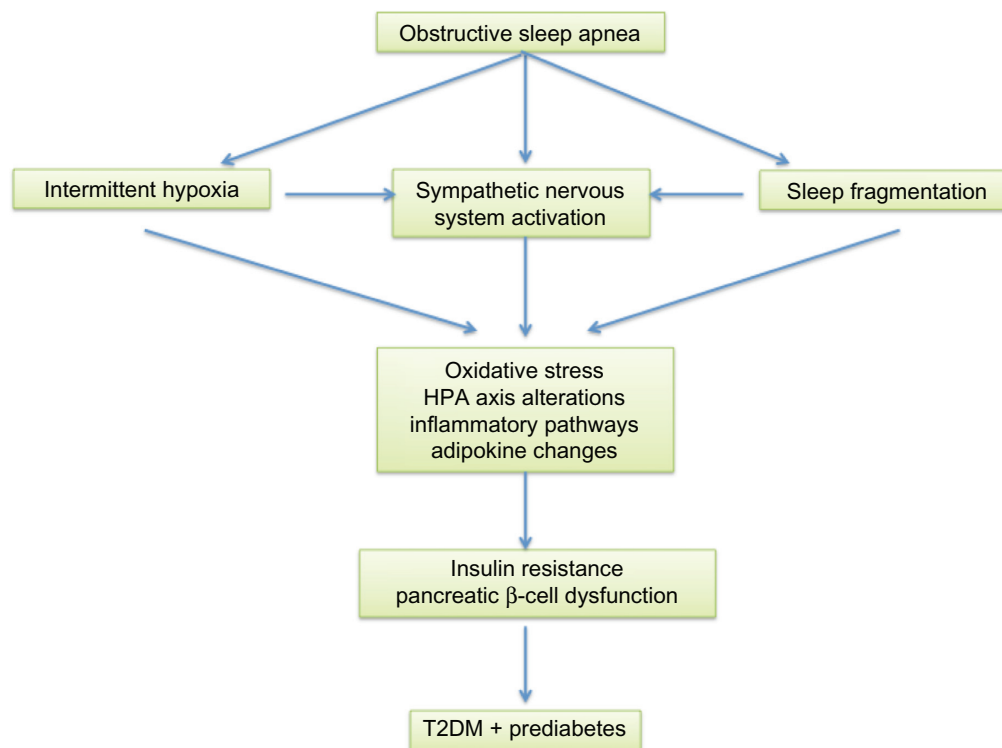 Obstructive sleep apnea
Intermittent hypoxia
Sympathetic nervous
system activation
Sleep fragmentation
Oxidative stress
HPA axis alterations
inflammatory pathways
adipokine changes
Insulin resistance
pancreatic β-cell dysfunction
T2DM + prediabetes